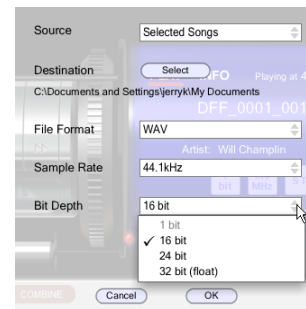 Source Selected Songs
Destination Select INFO Playing at 4
C:\Documents and Settings\jerryk\My Documents
DFF_0001_001
File Format WAV
Artist: Will Champlin
Sample Rate 44.1kHz
bit MHz
Bit Depth 16 bit
1 bit
✓ 16 bit
24 bit
32 bit (float)
COMBINE Cancel OK